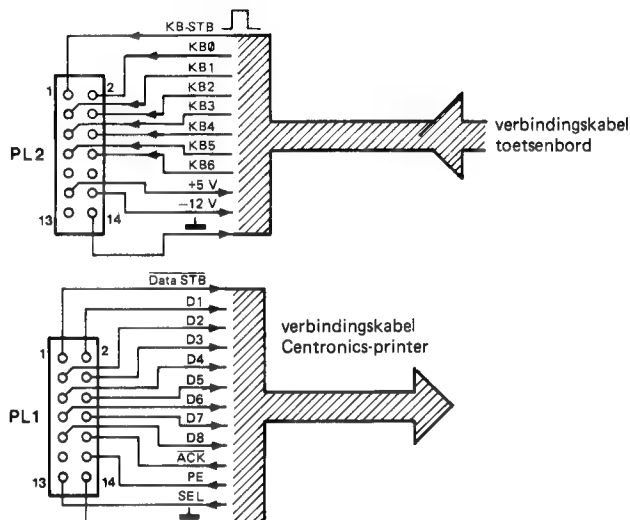 KB-STB
KBØ
KB1
KB2
KB3
KB4
KB5
KB6
+5 V
−12 V
1
2
PL2
13
14
verbindingskabel
toetsenbord
Data STB
D1
D2
D3
D4
D5
D6
D7
D8
ACK
PE
SEL
1
2
PL1
13
14
verbindingskabel
Centronics-printer